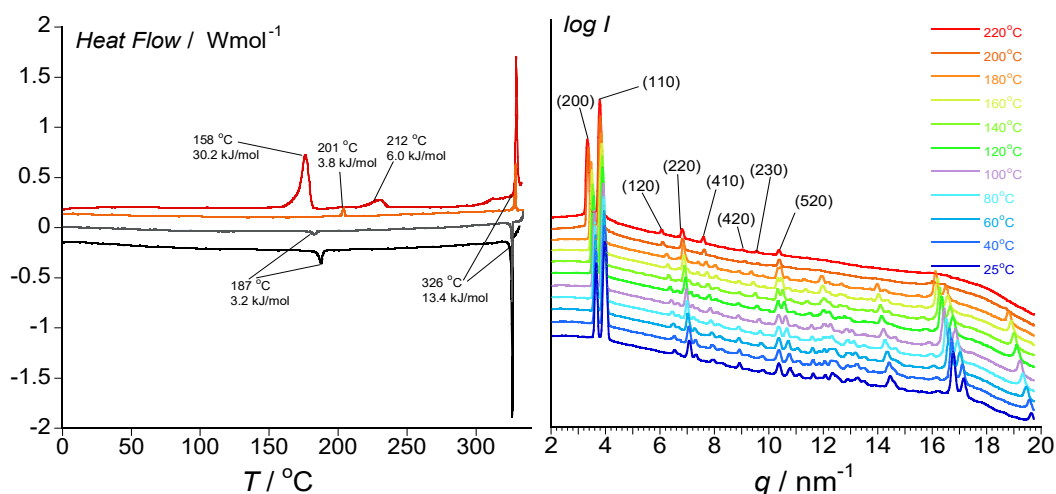 Heat Flow / Wmol-1
2
1.5
1
0.5
0
-0.5
-1
-1.5
-2
158 °C
30.2 kJ/mol
201 °C
3.8 kJ/mol
212 °C
6.0 kJ/mol
187 °C
3.2 kJ/mol
326 °C
13.4 kJ/mol
0
100
200
300
T / °C
log I
(200)
(110)
(120)
(220)
(410)
(420)
(230)
(520)
220°C
200°C
180°C
160°C
140°C
120°C
100°C
80°C
60°C
40°C
25°C
2 4 6 8 10 12 14 16 18 20
q / nm-1